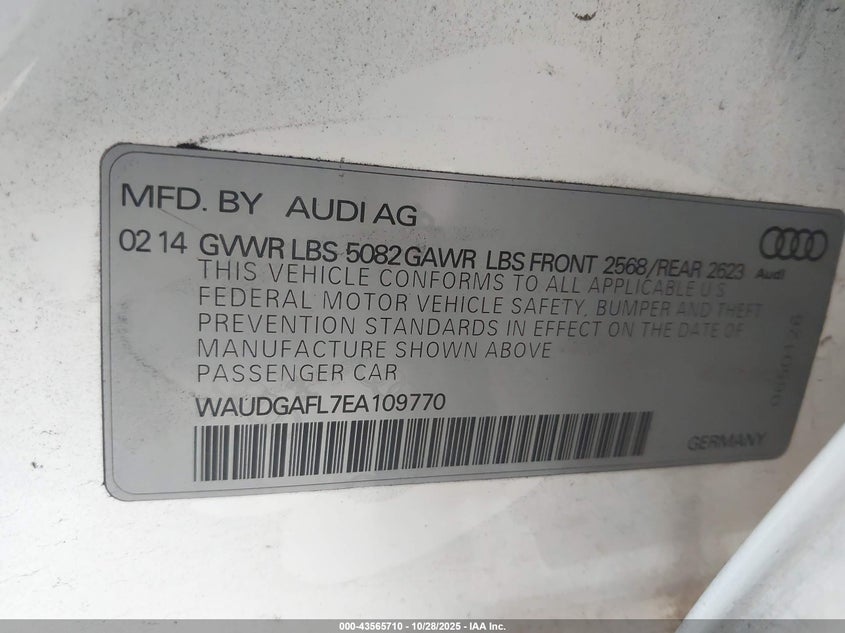 MFD. BY AUDI AG
02 14 GVWR LBS 5082 GAWR LBS FRONT 2568/REAR 2623
Audi
THIS VEHICLE CONFORMS TO ALL APPLICABLE U S
FEDERAL MOTOR VEHICLE SAFETY, BUMPER AND THEFT
PREVENTION STANDARDS IN EFFECT ON THE DATE OF
MANUFACTURE SHOWN ABOVE
PASSENGER CAR
WAUDGAFL7EA109770
GERMANY
000-43565710 - 10/28/2025 - IAA Inc.